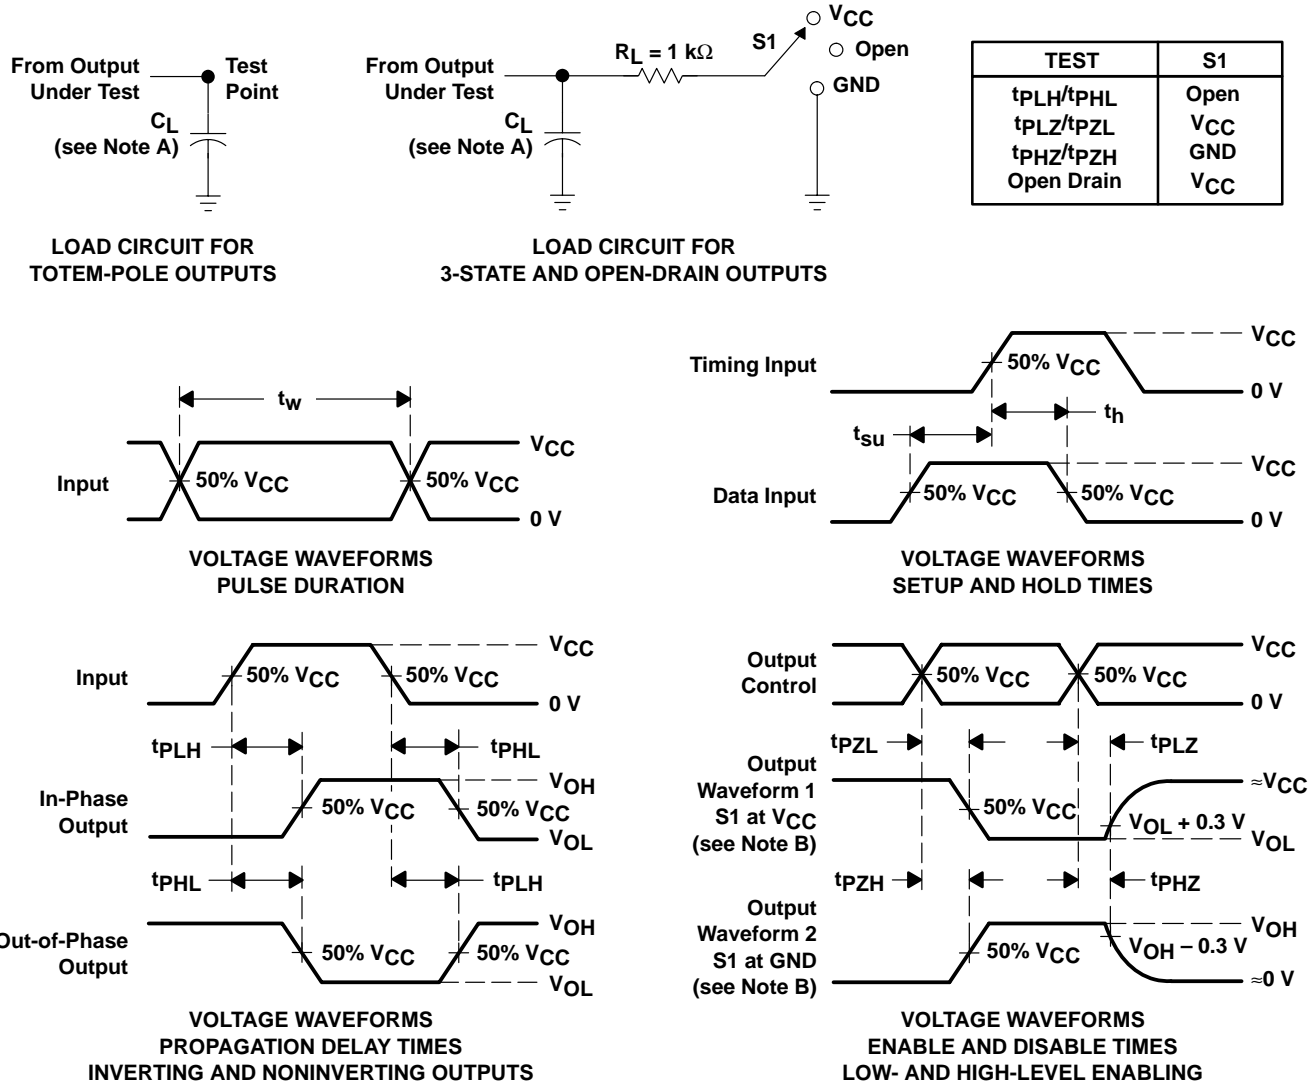 From Output
Under Test
Test
Point
CL
(see Note A)
LOAD CIRCUIT FOR
TOTEM-POLE OUTPUTS
From Output
Under Test
RL = 1 kΩ
S1
VCC
Open
GND
CL
(see Note A)
LOAD CIRCUIT FOR
3-STATE AND OPEN-DRAIN OUTPUTS
TEST S1
tPLH/tPHL Open
tPLZ/tPZL VCC
tPHZ/tPZH GND
Open Drain VCC
tw
Input
50% VCC
50% VCC
VCC
0 V
VOLTAGE WAVEFORMS
PULSE DURATION
Timing Input
50% VCC
VCC
0 V
th
tsu
Data Input
50% VCC
50% VCC
VCC
0 V
VOLTAGE WAVEFORMS
SETUP AND HOLD TIMES
Input
50% VCC
50% VCC
VCC
0 V
tPLH
tPHL
In-Phase
Output
50% VCC
50% VCC
VOH
VOL
tPHL
tPLH
Out-of-Phase
Output
50% VCC
50% VCC
VOH
VOL
VOLTAGE WAVEFORMS
PROPAGATION DELAY TIMES
INVERTING AND NONINVERTING OUTPUTS
Output
Control
50% VCC
50% VCC
VCC
0 V
tPZL
tPLZ
Output
Waveform 1
S1 at VCC
(see Note B)
50% VCC
VOL + 0.3 V
≈VCC
VOL
tPZH
tPHZ
Output
Waveform 2
S1 at GND
(see Note B)
50% VCC
VOH − 0.3 V
VOH
≈0 V
VOLTAGE WAVEFORMS
ENABLE AND DISABLE TIMES
LOW- AND HIGH-LEVEL ENABLING